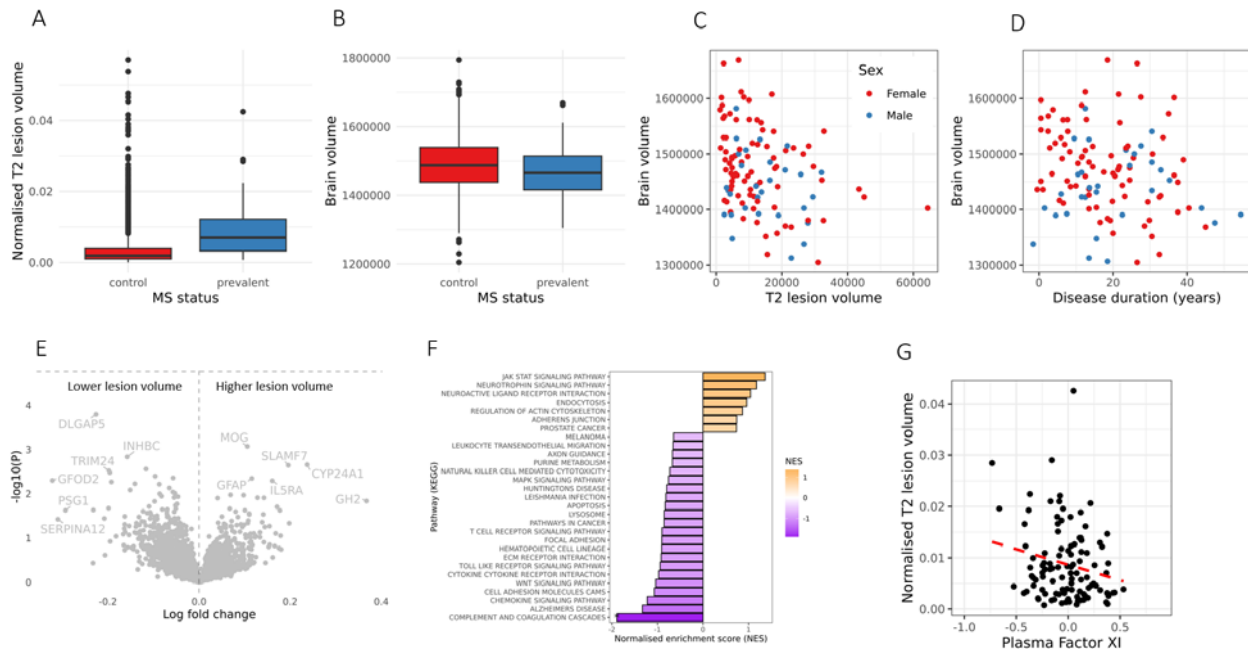 A
Normalised T2 lesion volume
0.04
0.02
0.00
control
prevalent
MS status
B
Brain volume
1800000
1600000
1400000
1200000
control
prevalent
MS status
C
Brain volume
1600000
1500000
1400000
1300000
0
20000
40000
60000
T2 lesion volume
Sex
Female
Male
D
Brain volume
1600000
1500000
1400000
1300000
0
20
40
Disease duration (years)
E
Lower lesion volume
Higher lesion volume
-log10(P)
4
3
2
1
0
DLGAP5
INHBC
TRIM24
GFOD2
PSG1
SERPINA12
MOG
SLAMF7
CYP24A1
GFAP
IL5RA
GH2
-0.2
0.0
0.2
0.4
Log fold change
F
Pathway (KEGG)
JAK STAT SIGNALING PATHWAY
NEUROTROPHIN SIGNALING PATHWAY
NEUROACTIVE LIGAND RECEPTOR INTERACTION
ENDOCYTOSIS
REGULATION OF ACTIN CYTOSKELETON
ADHERENS JUNCTION
PROSTATE CANCER
MELANOMA
LEUKOCYTE TRANSENDOTHELIAL MIGRATION
AXON GUIDANCE
PURINE METABOLISM
NATURAL KILLER CELL MEDIATED CYTOTOXICITY
MAPK SIGNALING PATHWAY
HUNTINGTONS DISEASE
LEISHMANIA INFECTION
APOPTOSIS
LYSOSOME
PATHWAYS IN CANCER
T CELL RECEPTOR SIGNALING PATHWAY
FOCAL ADHESION
HEMATOPOIETIC CELL LINEAGE
ECM RECEPTOR INTERACTION
TOLL LIKE RECEPTOR SIGNALING PATHWAY
CYTOKINE CYTOKINE RECEPTOR INTERACTION
WNT SIGNALING PATHWAY
CELL ADHESION MOLECULES CAMS
CHEMOKINE SIGNALING PATHWAY
ALZHEIMERS DISEASE
COMPLEMENT AND COAGULATION CASCADES
-2
-1
0
1
Normalised enrichment score (NES)
NES
1
0
-1
G
Normalised T2 lesion volume
0.04
0.03
0.02
0.01
0.00
-1.0
-0.5
0.0
0.5
Plasma Factor XI